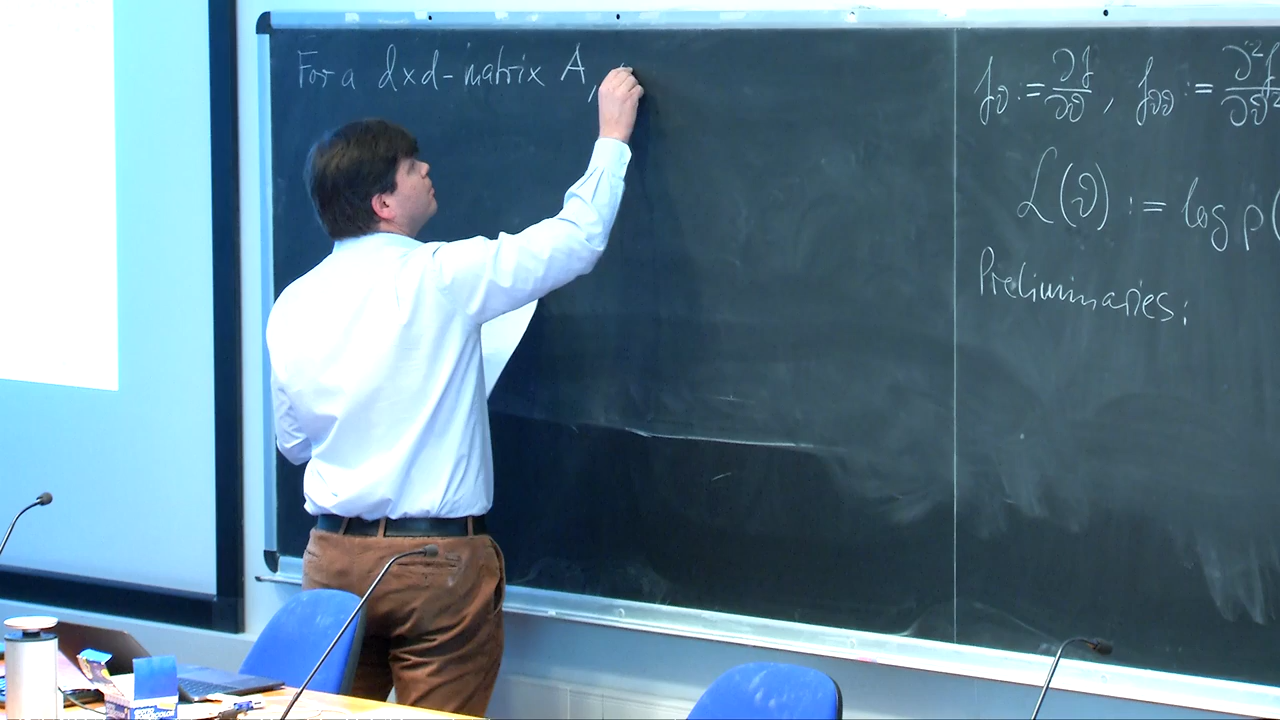 For a d×d-matrix A,
f_ϑ := ∂f/∂ϑ , f_ϑϑ := ∂²f/∂ϑ²
L(ϑ) := log p(
Preliminaries: